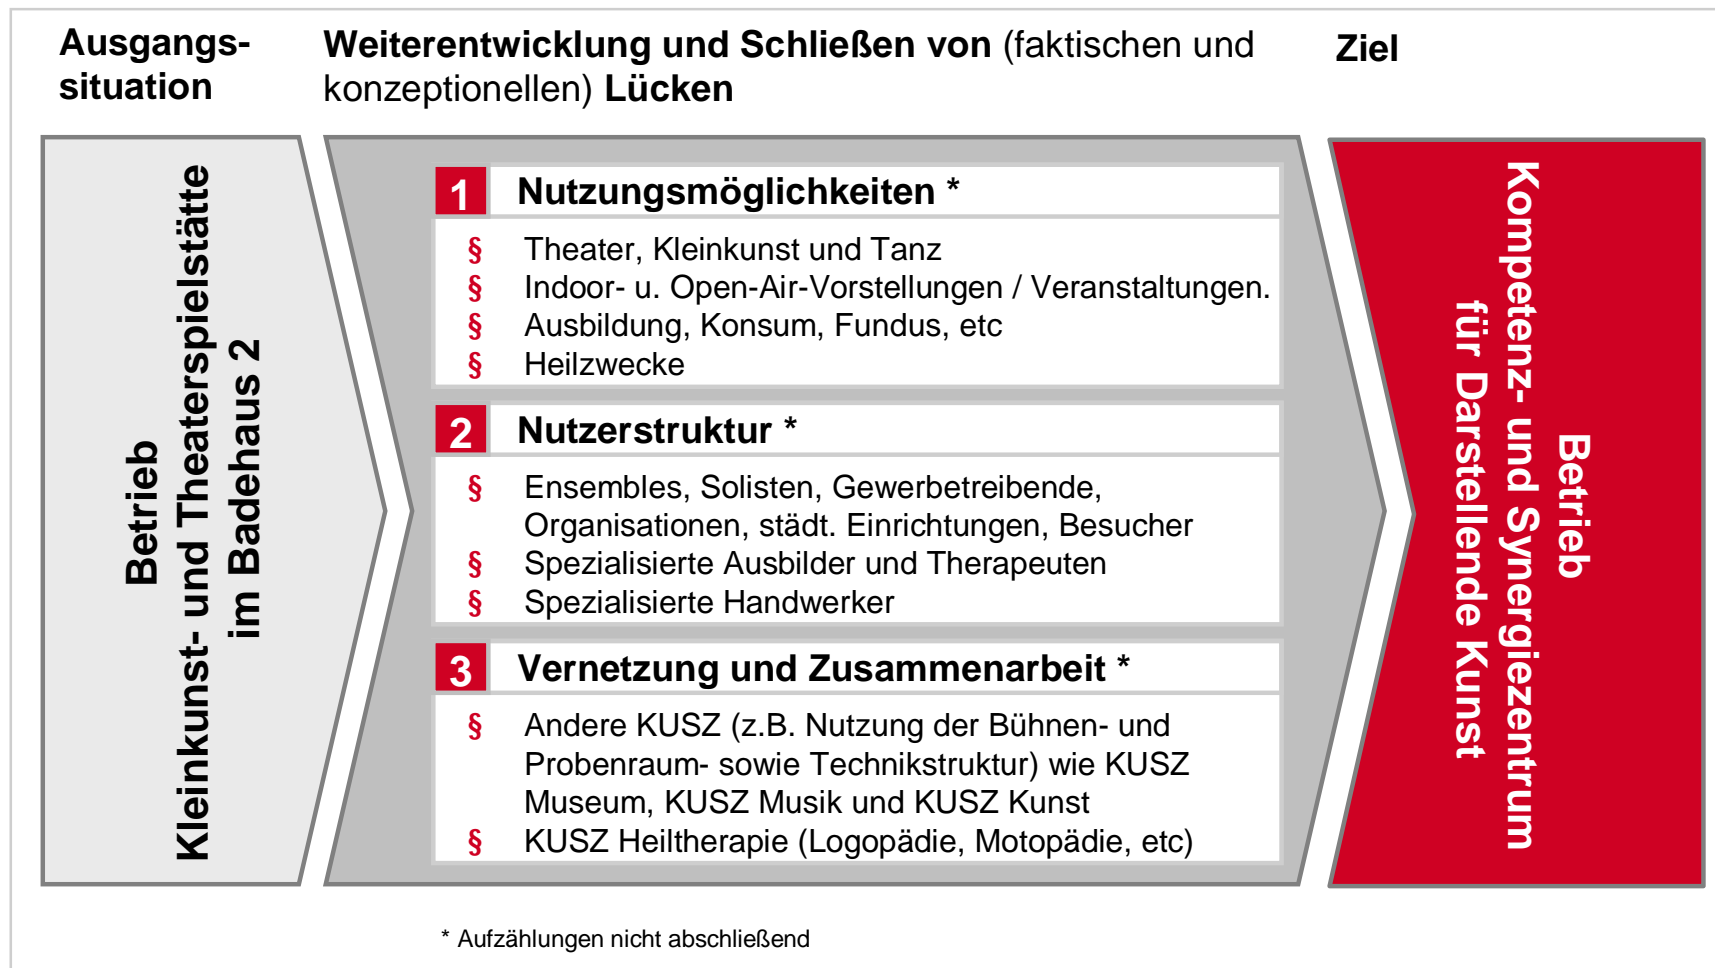 Ausgangs-
situation
Weiterentwicklung und Schließen von (faktischen und
konzeptionellen) Lücken
Ziel
Betrieb
Kleinkunst- und Theaterspielstätte
im Badehaus 2
1 Nutzungsmöglichkeiten *
§ Theater, Kleinkunst und Tanz
§ Indoor- u. Open-Air-Vorstellungen / Veranstaltungen.
§ Ausbildung, Konsum, Fundus, etc
§ Heilzwecke
2 Nutzerstruktur *
§ Ensembles, Solisten, Gewerbetreibende,
Organisationen, städt. Einrichtungen, Besucher
§ Spezialisierte Ausbilder und Therapeuten
§ Spezialisierte Handwerker
3 Vernetzung und Zusammenarbeit *
§ Andere KUSZ (z.B. Nutzung der Bühnen- und
Probenraum- sowie Technikstruktur) wie KUSZ
Museum, KUSZ Musik und KUSZ Kunst
§ KUSZ Heiltherapie (Logopädie, Motopädie, etc)
Betrieb
Kompetenz- und Synergiezentrum
für Darstellende Kunst
* Aufzählungen nicht abschließend